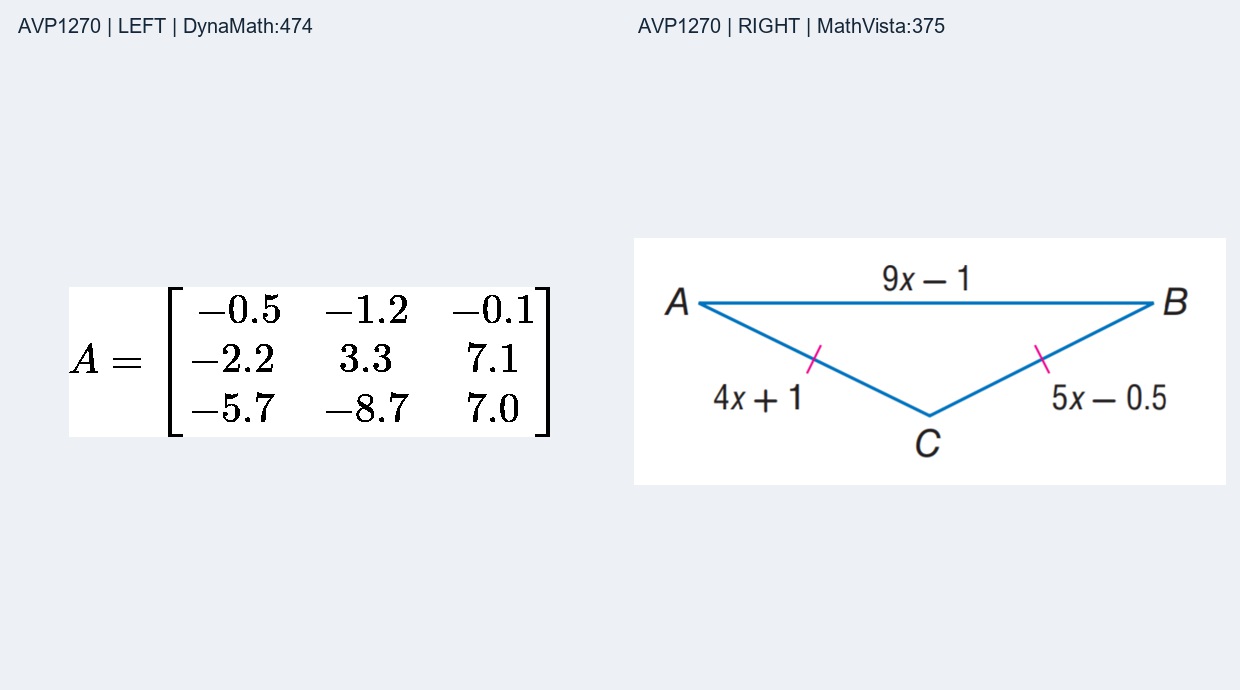 AVP1270 | LEFT | DynaMath:474
A = [ −0.5 −1.2 −0.1 ]
−2.2 3.3 7.1
−5.7 −8.7 7.0
AVP1270 | RIGHT | MathVista:375
9x − 1
A
B
4x + 1
5x − 0.5
C